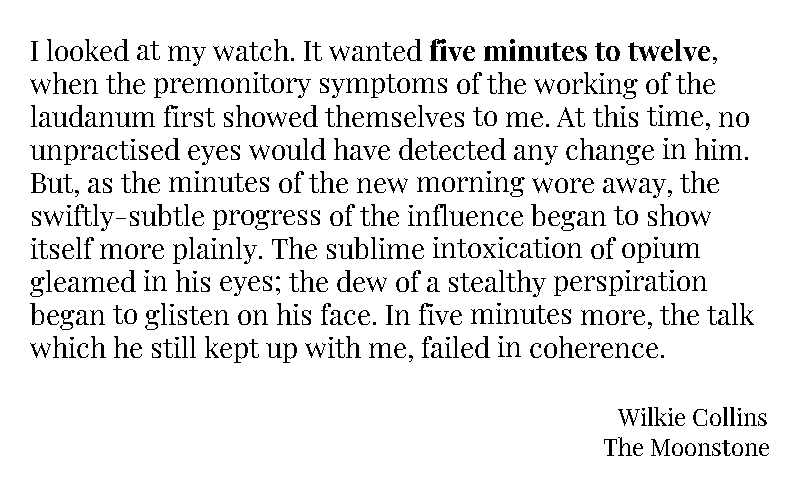 I looked at my watch. It wanted five minutes to twelve,
when the premonitory symptoms of the working of the
laudanum first showed themselves to me. At this time, no
unpractised eyes would have detected any change in him.
But, as the minutes of the new morning wore away, the
swiftly-subtle progress of the influence began to show
itself more plainly. The sublime intoxication of opium
gleamed in his eyes; the dew of a stealthy perspiration
began to glisten on his face. In five minutes more, the talk
which he still kept up with me, failed in coherence.
Wilkie Collins
The Moonstone